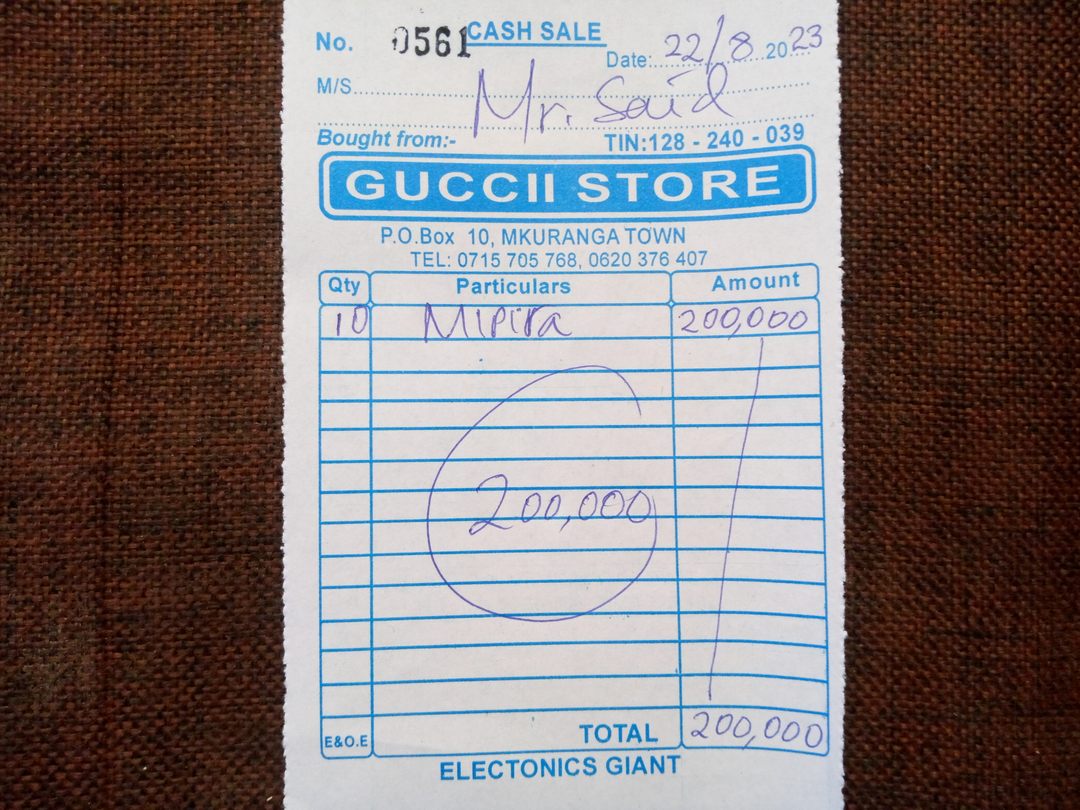 CASH SALE
No. 0561
Date: 22/8 2023
M/S Mr. Said
Bought from:- TIN:128 - 240 - 039
GUCCII STORE
P.O.Box 10, MKURANGA TOWN
TEL: 0715 705 768, 0620 376 407
Qty Particulars Amount
10 Mipira 200,000
200,000
E&O.E TOTAL 200,000
ELECTONICS GIANT